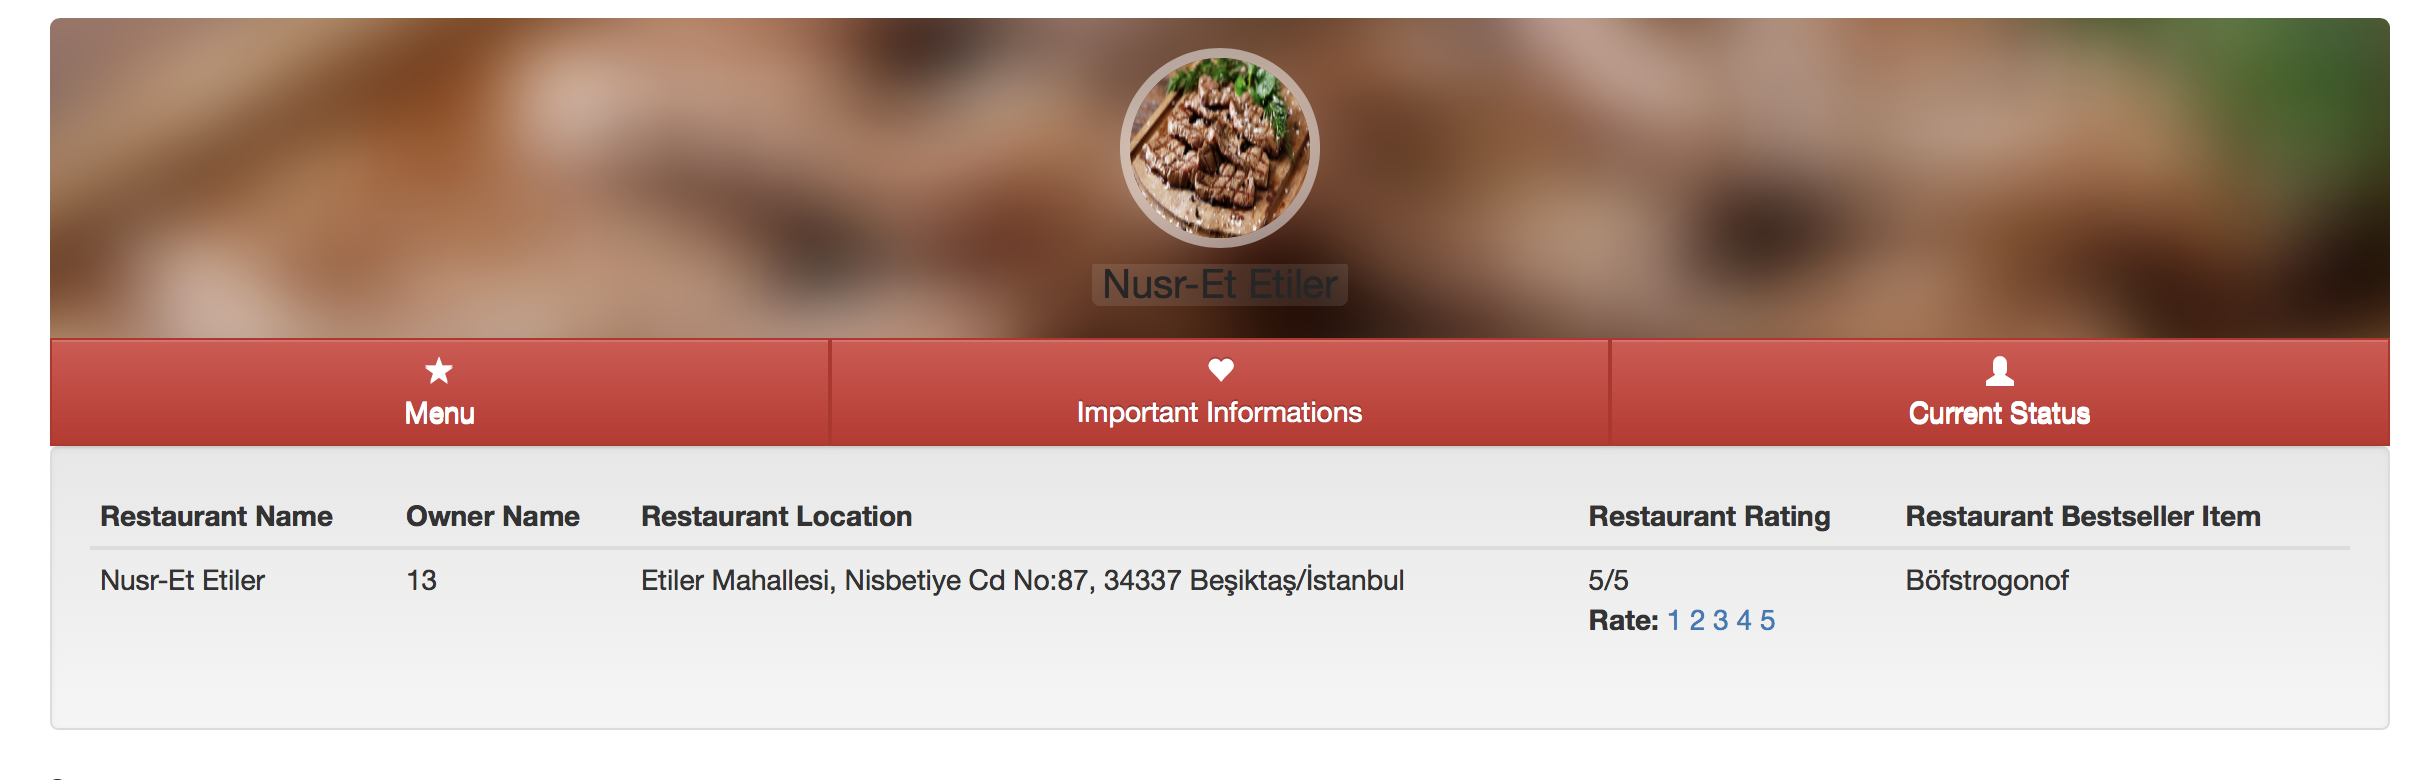 Nusr-Et Etiler
Menu
Important Informations
Current Status
Restaurant Name Owner Name Restaurant Location Restaurant Rating Restaurant Bestseller Item
Nusr-Et Etiler 13 Etiler Mahallesi, Nisbetiye Cd No:87, 34337 Beşiktaş/İstanbul 5/5 Böfstrogonof
Rate: 1 2 3 4 5